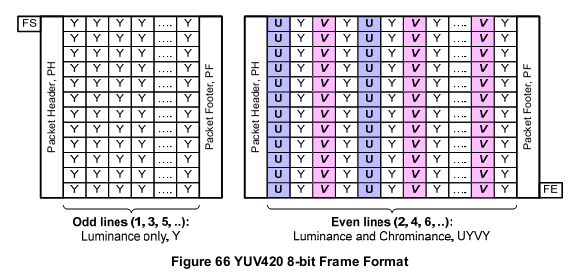 FS
Packet Header, PH
Y Y Y Y .... Y
Y Y Y Y .... Y
Y Y Y Y .... Y
Y Y Y Y .... Y
Y Y Y Y .... Y
Y Y Y Y .... Y
Y Y Y Y .... Y
Y Y Y Y .... Y
Y Y Y Y .... Y
Y Y Y Y .... Y
Y Y Y Y .... Y
Y Y Y Y .... Y
Packet Footer, PF
Odd lines (1, 3, 5, ..):
Luminance only, Y
Packet Header, PH
U Y V Y U Y V Y .... V Y
U Y V Y U Y V Y .... V Y
U Y V Y U Y V Y .... V Y
U Y V Y U Y V Y .... V Y
U Y V Y U Y V Y .... V Y
U Y V Y U Y V Y .... V Y
U Y V Y U Y V Y .... V Y
U Y V Y U Y V Y .... V Y
U Y V Y U Y V Y .... V Y
U Y V Y U Y V Y .... V Y
U Y V Y U Y V Y .... V Y
U Y V Y U Y V Y .... V Y
Packet Footer, PF
FE
Even lines (2, 4, 6, ..):
Luminance and Chrominance, UYVY
Figure 66 YUV420 8-bit Frame Format